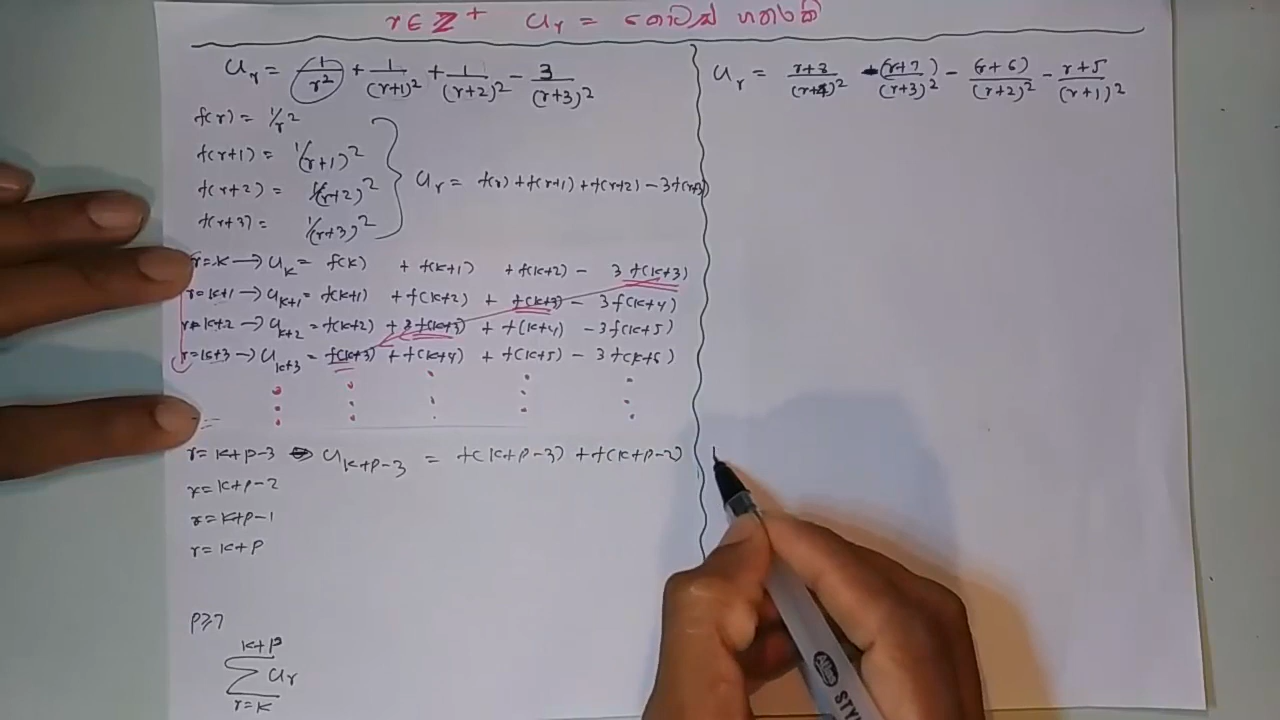 r∈ℤ⁺ U_r = පොටස් ගතවකි
U_r = 1/r² + 1/(r+1)² + 1/(r+2)² − 3/(r+3)²
f(r) = 1/r²
f(r+1) = 1/(r+1)²
f(r+2) = 1/(r+2)²
f(r+3) = 1/(r+3)²
U_r = f(r) + f(r+1) + f(r+2) − 3f(r+3)
r=k → U_k = f(k) + f(k+1) + f(k+2) − 3 f(k+3)
r=k+1 → U_{k+1} = f(k+1) + f(k+2) + f(k+3) − 3f(k+4)
r=k+2 → U_{k+2} = f(k+2) + 3f(k+3) + f(k+4) − 3f(k+5)
r=k+3 → U_{k+3} = f(k+3) + f(k+4) + f(k+5) − 3f(k+6)
r=k+p−3 → U_{k+p−3} = f(k+p−3) + f(k+p−2)
r=k+p−2
r=k+p−1
r=k+p
p≥7
k+p
∑ U_r
r=k
U_r = r+8/(r+4)² + (r+7)/(r+3)² − (r+6)/(r+2)² − r+5/(r+1)²